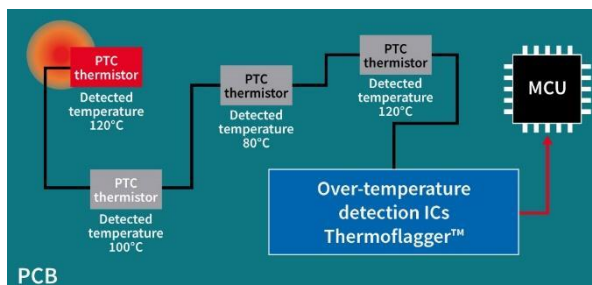 PTC
thermistor
Detected
temperature
120°C
PTC
thermistor
Detected
temperature
100°C
PTC
thermistor
Detected
temperature
80°C
PTC
thermistor
Detected
temperature
120°C
MCU
Over-temperature
detection ICs
Thermoflagger™
PCB